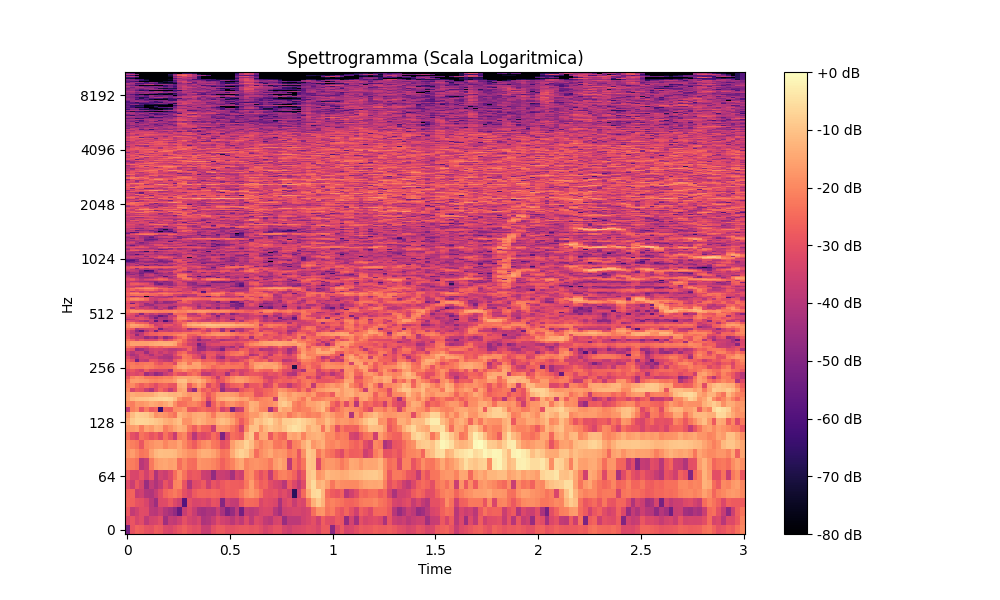 Spettrogramma (Scala Logaritmica)
8192
4096
2048
1024
512
256
128
64
0
Hz
0 0.5 1 1.5 2 2.5 3
Time
+0 dB
-10 dB
-20 dB
-30 dB
-40 dB
-50 dB
-60 dB
-70 dB
-80 dB